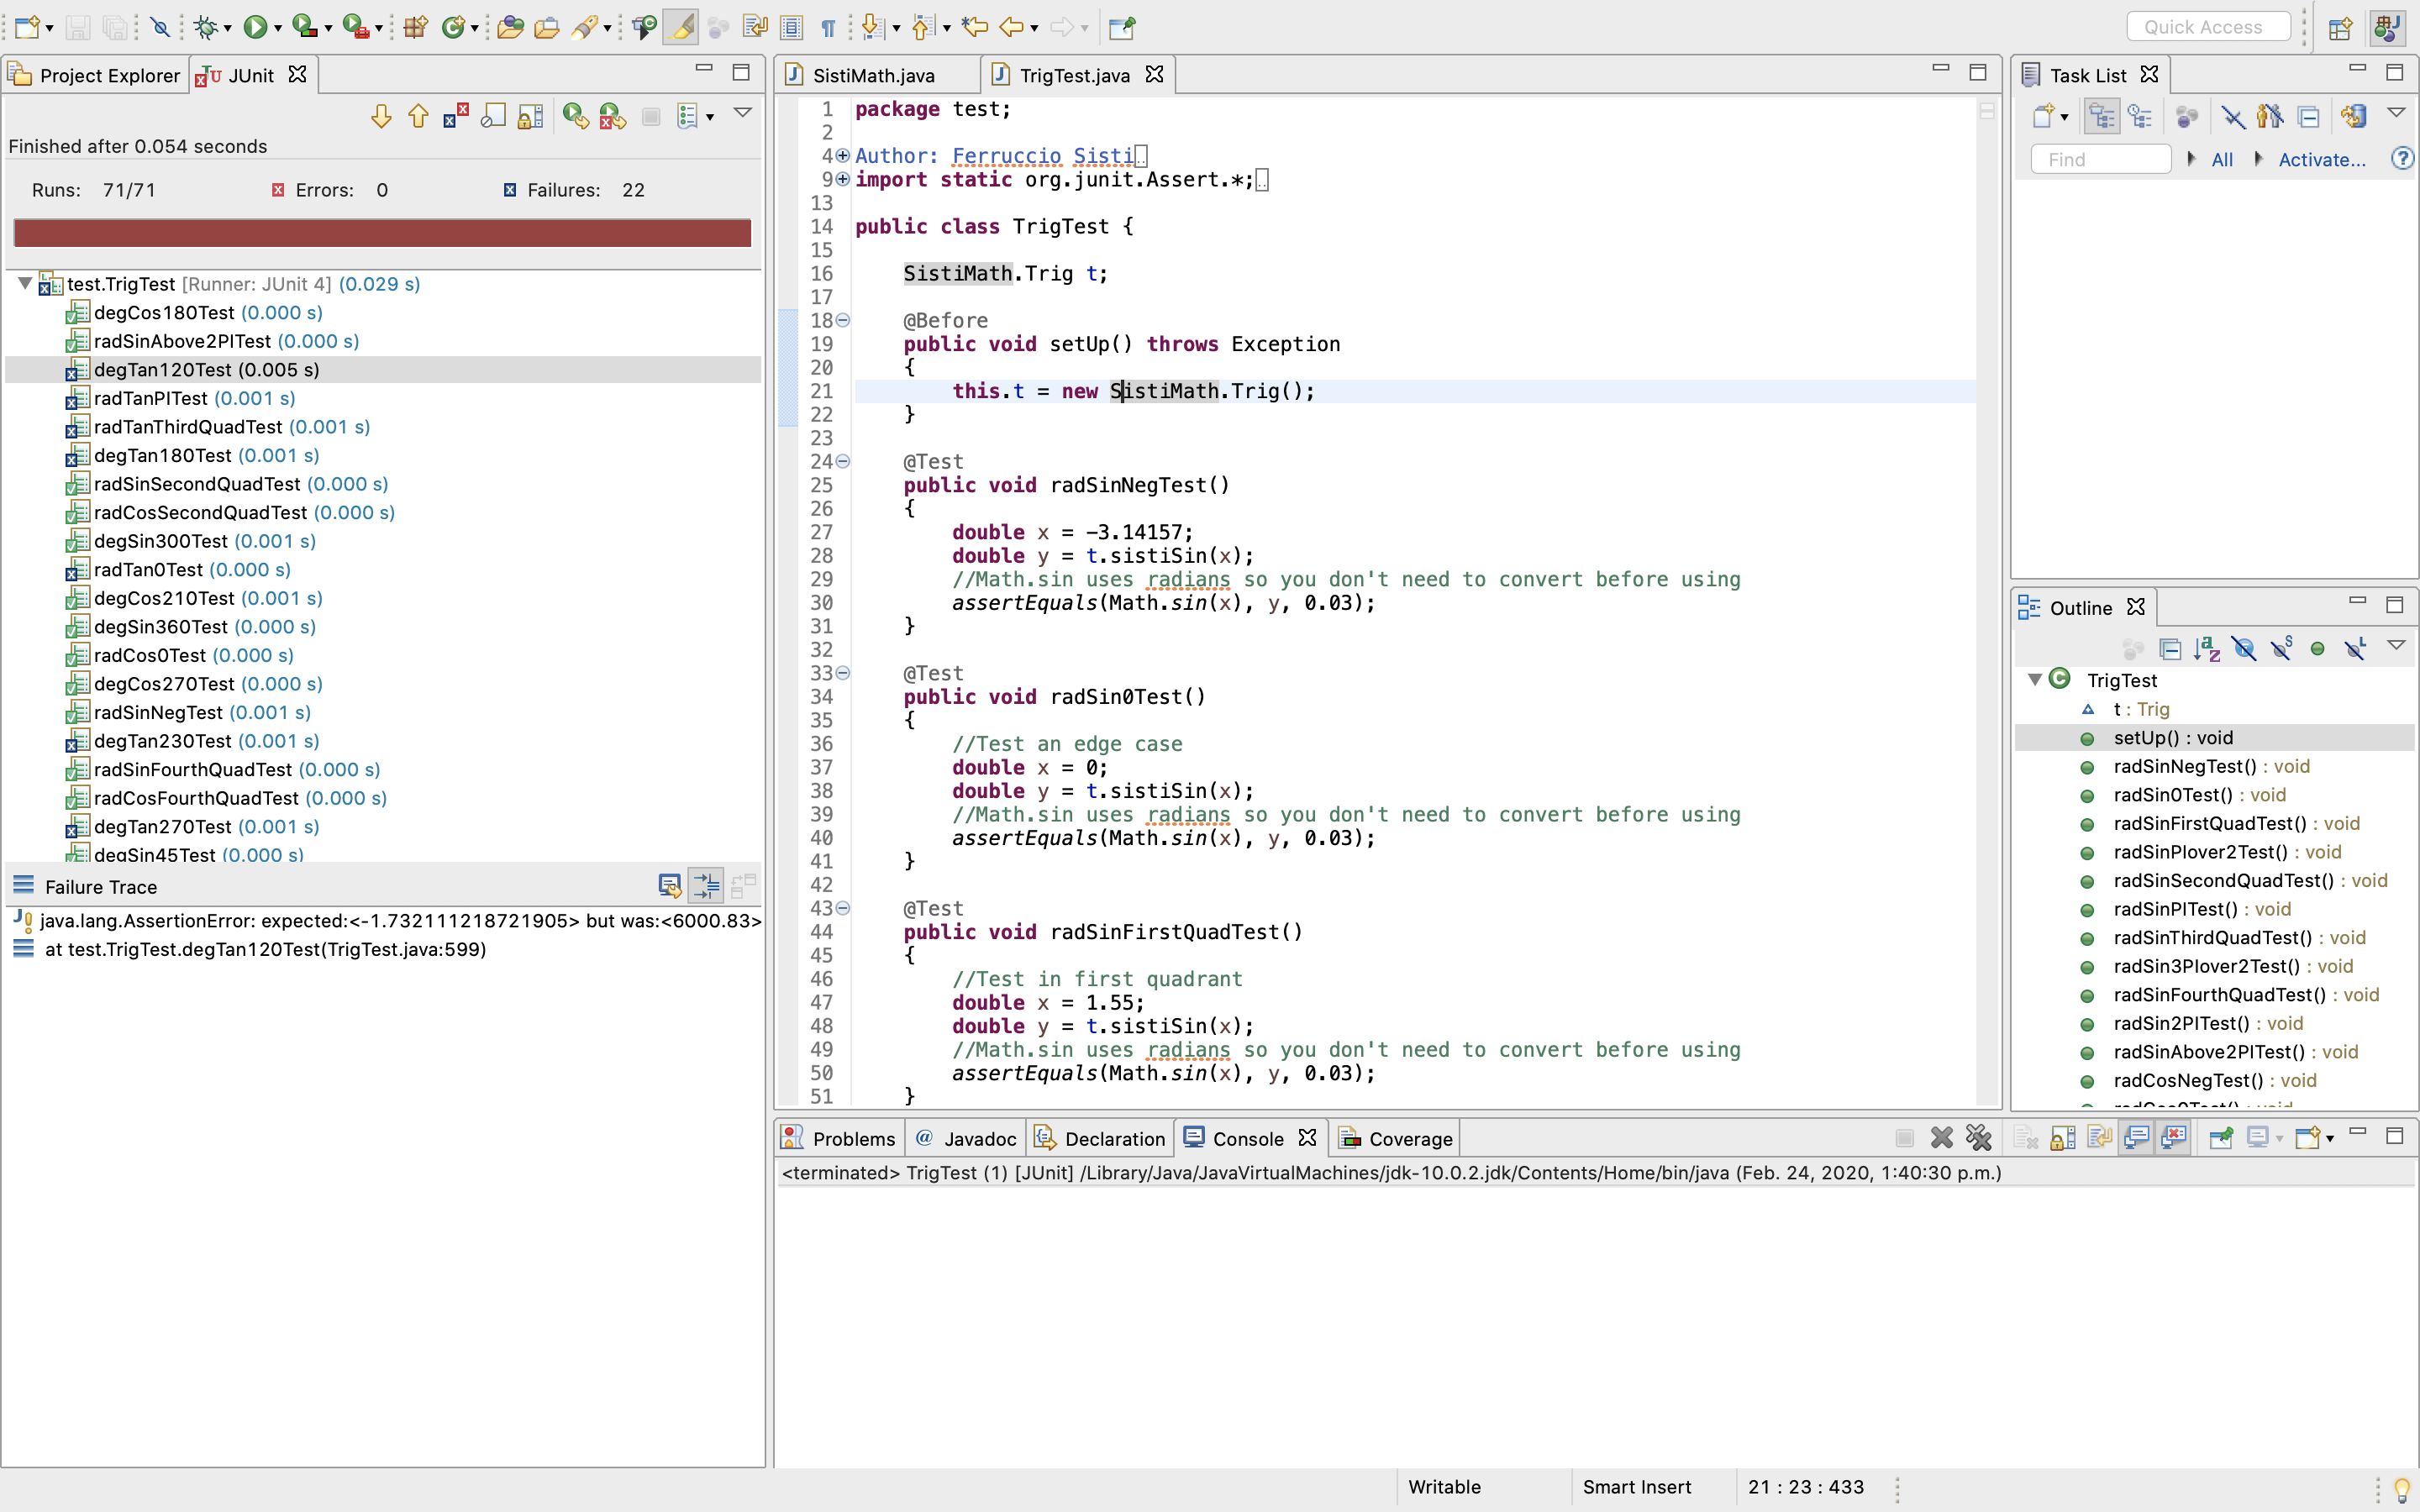 Quick Access
Project Explorer
JUnit
Finished after 0.054 seconds
Runs: 71/71
Errors: 0
Failures: 22
test.TrigTest [Runner: JUnit 4] (0.029 s)
degCos180Test (0.000 s)
radSinAbove2PITest (0.000 s)
degTan120Test (0.005 s)
radTanPITest (0.001 s)
radTanThirdQuadTest (0.001 s)
degTan180Test (0.001 s)
radSinSecondQuadTest (0.000 s)
radCosSecondQuadTest (0.000 s)
degSin300Test (0.001 s)
radTan0Test (0.000 s)
degCos210Test (0.001 s)
degSin360Test (0.000 s)
radCos0Test (0.000 s)
degCos270Test (0.000 s)
radSinNegTest (0.001 s)
degTan230Test (0.001 s)
radSinFourthQuadTest (0.000 s)
radCosFourthQuadTest (0.000 s)
degTan270Test (0.001 s)
degSin45Test (0.000 s)
Failure Trace
java.lang.AssertionError: expected:<-1.732111218721905> but was:<6000.83>
at test.TrigTest.degTan120Test(TrigTest.java:599)
SistiMath.java
TrigTest.java
1 package test;
2
4 Author: Ferruccio Sisti
9 import static org.junit.Assert.*;
13
14 public class TrigTest {
15
16 SistiMath.Trig t;
17
18 @Before
19 public void setUp() throws Exception
20 {
21 this.t = new SistiMath.Trig();
22 }
23
24 @Test
25 public void radSinNegTest()
26 {
27 double x = -3.14157;
28 double y = t.sistiSin(x);
29 //Math.sin uses radians so you don't need to convert before using
30 assertEquals(Math.sin(x), y, 0.03);
31 }
32
33 @Test
34 public void radSin0Test()
35 {
36 //Test an edge case
37 double x = 0;
38 double y = t.sistiSin(x);
39 //Math.sin uses radians so you don't need to convert before using
40 assertEquals(Math.sin(x), y, 0.03);
41 }
42
43 @Test
44 public void radSinFirstQuadTest()
45 {
46 //Test in first quadrant
47 double x = 1.55;
48 double y = t.sistiSin(x);
49 //Math.sin uses radians so you don't need to convert before using
50 assertEquals(Math.sin(x), y, 0.03);
51 }
Task List
Find
All
Activate...
Outline
TrigTest
t : Trig
setUp() : void
radSinNegTest() : void
radSin0Test() : void
radSinFirstQuadTest() : void
radSinPIover2Test() : void
radSinSecondQuadTest() : void
radSinPITest() : void
radSinThirdQuadTest() : void
radSin3PIover2Test() : void
radSinFourthQuadTest() : void
radSin2PITest() : void
radSinAbove2PITest() : void
radCosNegTest() : void
radCos0Test() : void
Problems
@ Javadoc
Declaration
Console
Coverage
<terminated> TrigTest (1) [JUnit] /Library/Java/JavaVirtualMachines/jdk-10.0.2.jdk/Contents/Home/bin/java (Feb. 24, 2020, 1:40:30 p.m.)
Writable
Smart Insert
21 : 23 : 433